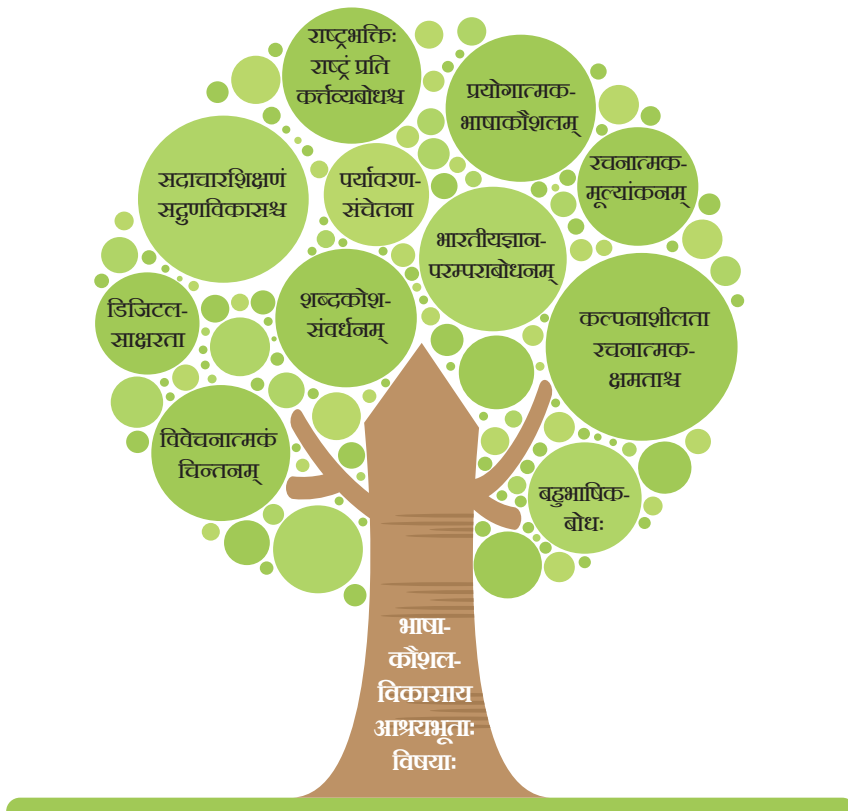 राष्ट्रभक्तिः
राष्ट्रं प्रति
कर्त्तव्यबोधश्च
प्रयोगात्मक-
भाषाकौशलम्
रचनात्मक-
मूल्यांकनम्
सदाचारशिक्षणं
सद्गुणविकासश्च
पर्यावरण-
संचेतना
भारतीयज्ञान-
परम्पराबोधनम्
डिजिटल-
साक्षरता
शब्दकोश-
संवर्धनम्
कल्पनाशीलता
रचनात्मक-
क्षमताश्च
विवेचनात्मकं
चिन्तनम्
बहुभाषिक-
बोधः
भाषा-
कौशल-
विकासाय
आश्रयभूताः
विषयाः